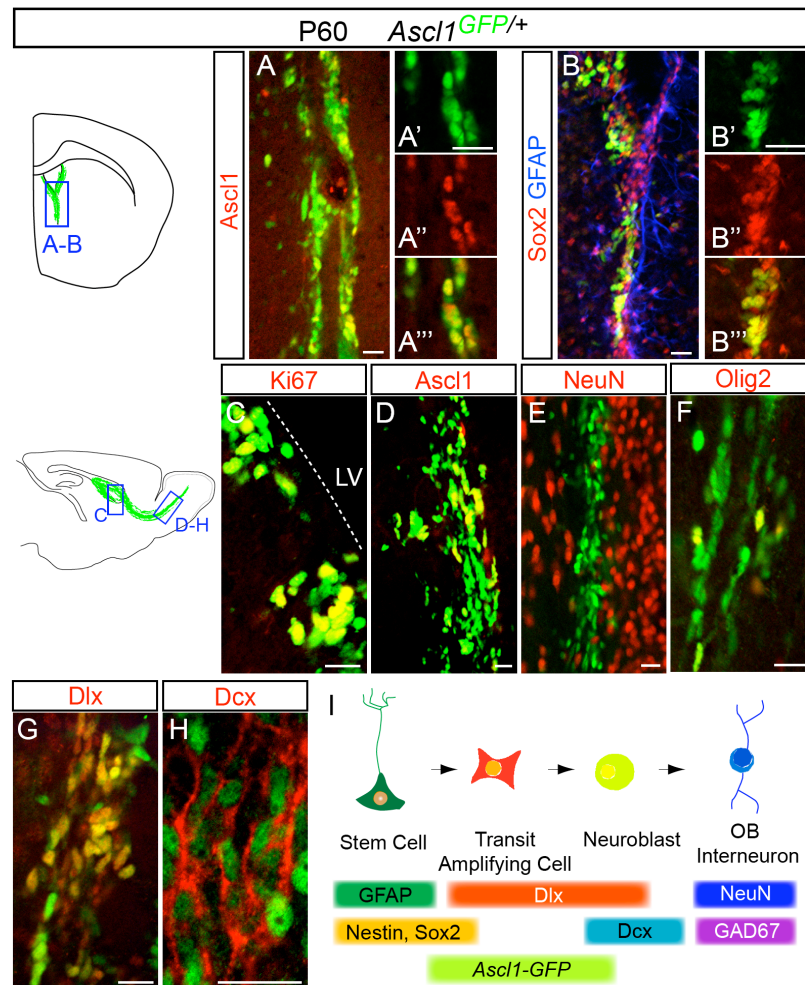 P60 Ascl1GFP/+
A-B
Ascl1
A
A'
A''
A'''
Sox2 GFAP
B
B'
B''
B'''
C
D-H
Ki67
Ascl1
NeuN
Olig2
C
LV
D
E
F
Dlx
Dcx
G
H
I
Stem Cell
Transit
Amplifying Cell
Neuroblast
OB
Interneuron
GFAP
Dlx
NeuN
Nestin, Sox2
Dcx
GAD67
Ascl1-GFP